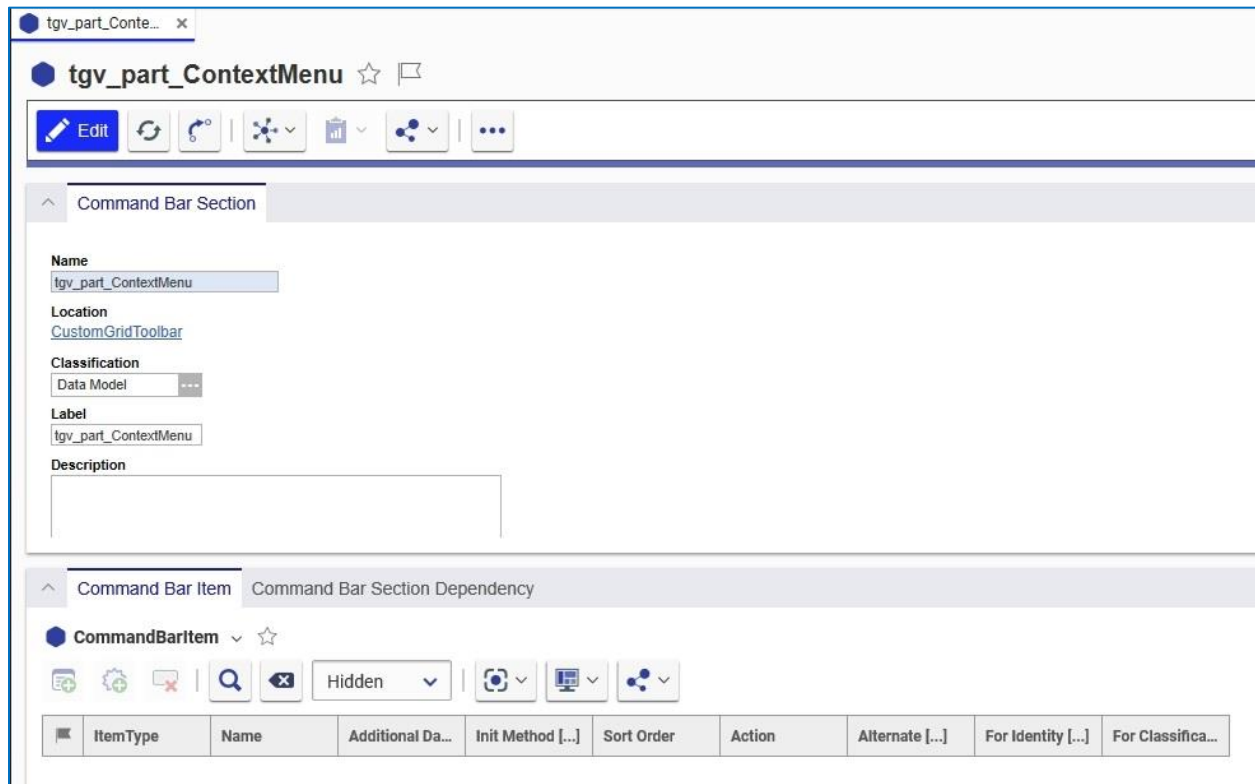 tgv_part_Conte...
tgv_part_ContextMenu
Edit
Command Bar Section
Name
tgv_part_ContextMenu
Location
CustomGridToolbar
Classification
Data Model
Label
tgv_part_ContextMenu
Description
Command Bar Item Command Bar Section Dependency
CommandBarItem
Hidden
ItemType Name Additional Da... Init Method [...] Sort Order Action Alternate [...] For Identity [...] For Classifica...